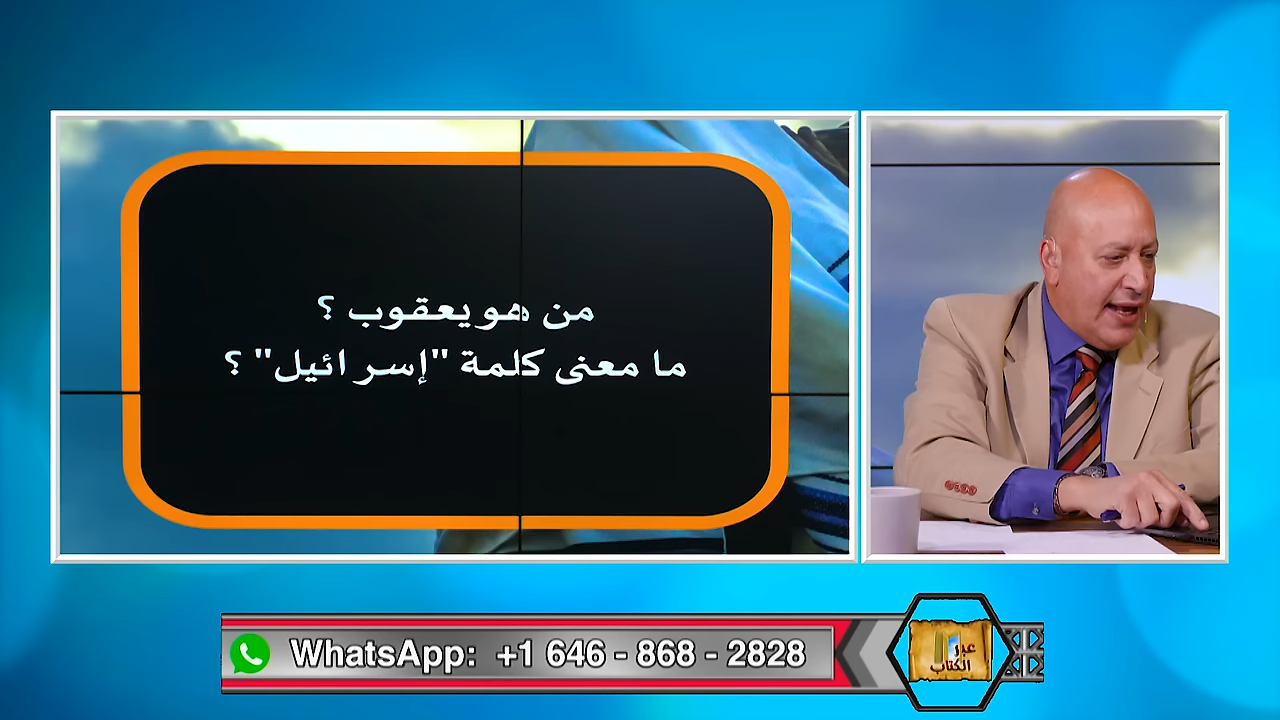 من هو يعقوب ؟
ما معنى كلمة "إسرائيل" ؟
WhatsApp: +1 646 - 868 - 2828
عبر
الكتاب